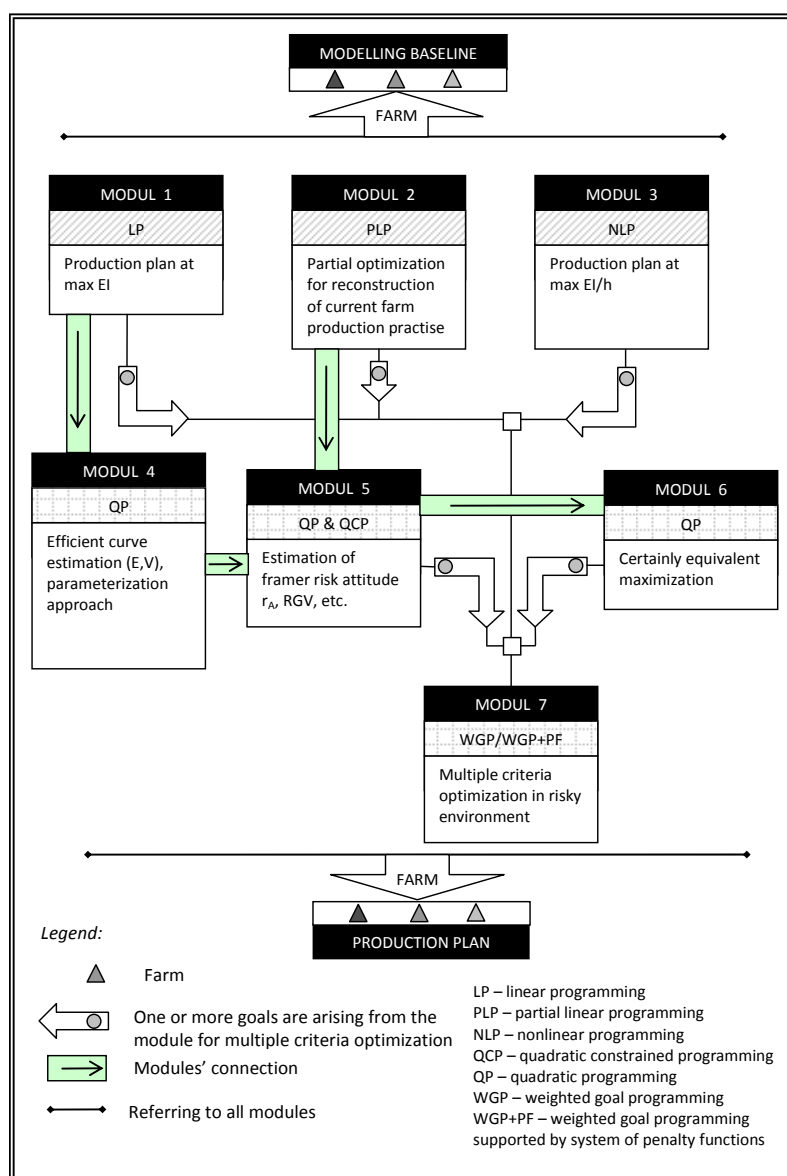 MODELLING BASELINE
FARM
MODUL 1
LP
Production plan at
max EI
MODUL 2
PLP
Partial optimization
for reconstruction
of current farm
production practise
MODUL 3
NLP
Production plan at
max EI/h
MODUL 4
QP
Efficient curve
estimation (E,V),
parameterization
approach
MODUL 5
QP & QCP
Estimation of
framer risk attitude
rA, RGV, etc.
MODUL 6
QP
Certainly equivalent
maximization
MODUL 7
WGP/WGP+PF
Multiple criteria
optimization in risky
environment
FARM
PRODUCTION PLAN
Legend:
Farm
One or more goals are arising from the
module for multiple criteria optimization
Modules’ connection
Referring to all modules
LP – linear programming
PLP – partial linear programming
NLP – nonlinear programming
QCP – quadratic constrained programming
QP – quadratic programming
WGP – weighted goal programming
WGP+PF – weighted goal programming
supported by system of penalty functions